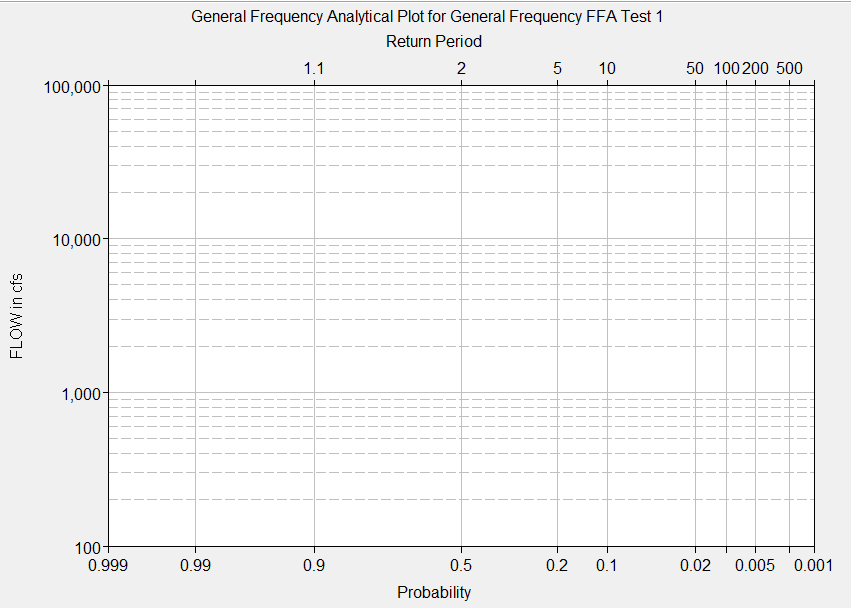 General Frequency Analytical Plot for General Frequency FFA Test 1
Return Period
1.1 2 5 10 50 100 200 500
100,000
10,000
1,000
100
FLOW in cfs
0.999 0.99 0.9 0.5 0.2 0.1 0.02 0.005 0.001
Probability